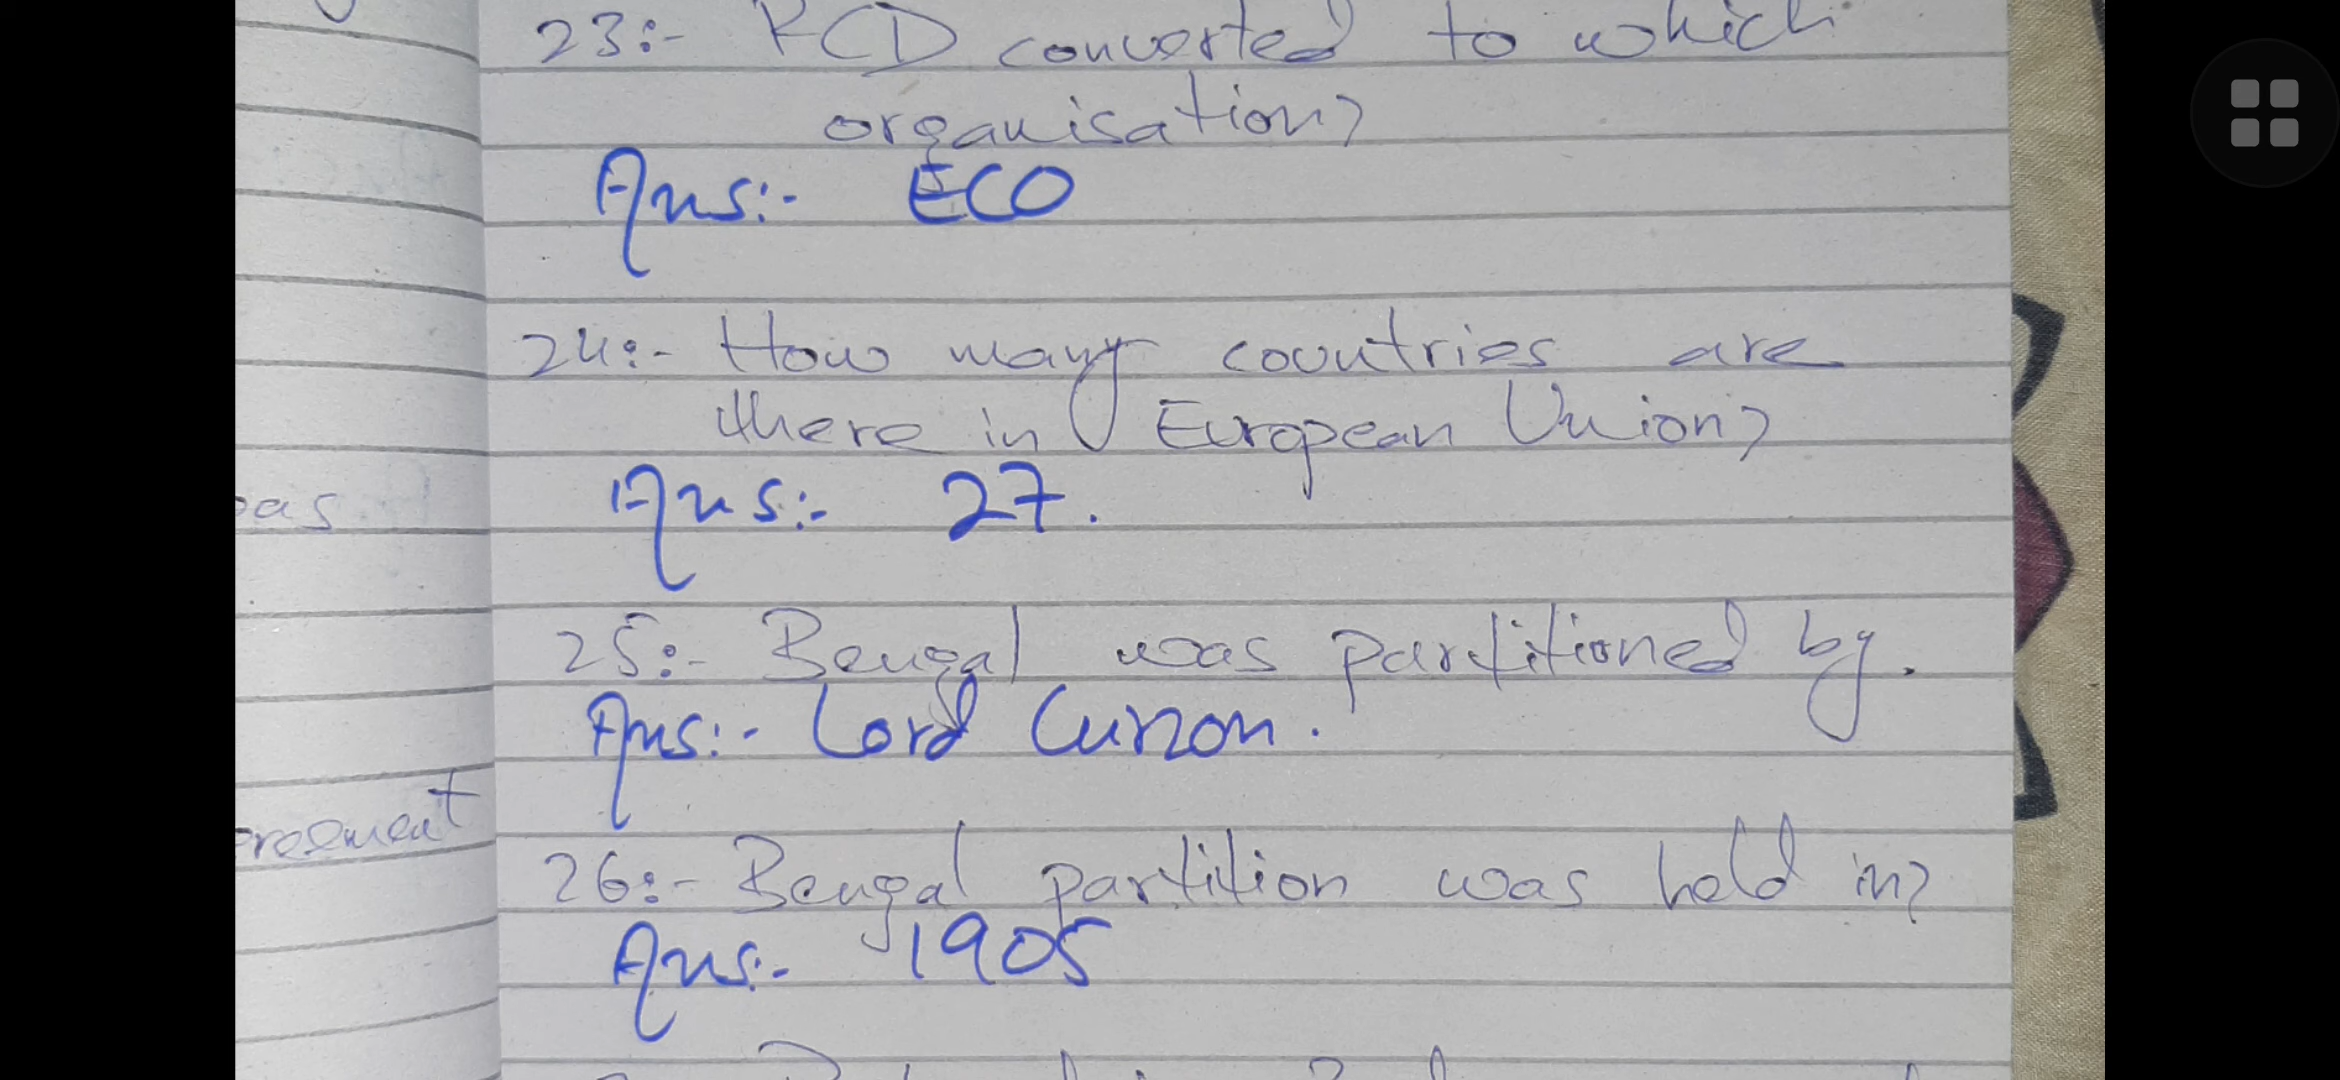 23:- RCD converted to which
organisation?
Ans:- ECO
24:- How many countries are
there in European Union?
Ans:- 27.
25:- Bengal was partitioned by.
Ans:- Lord Curzon.
26:- Bengal partition was held in?
Ans:- 1905